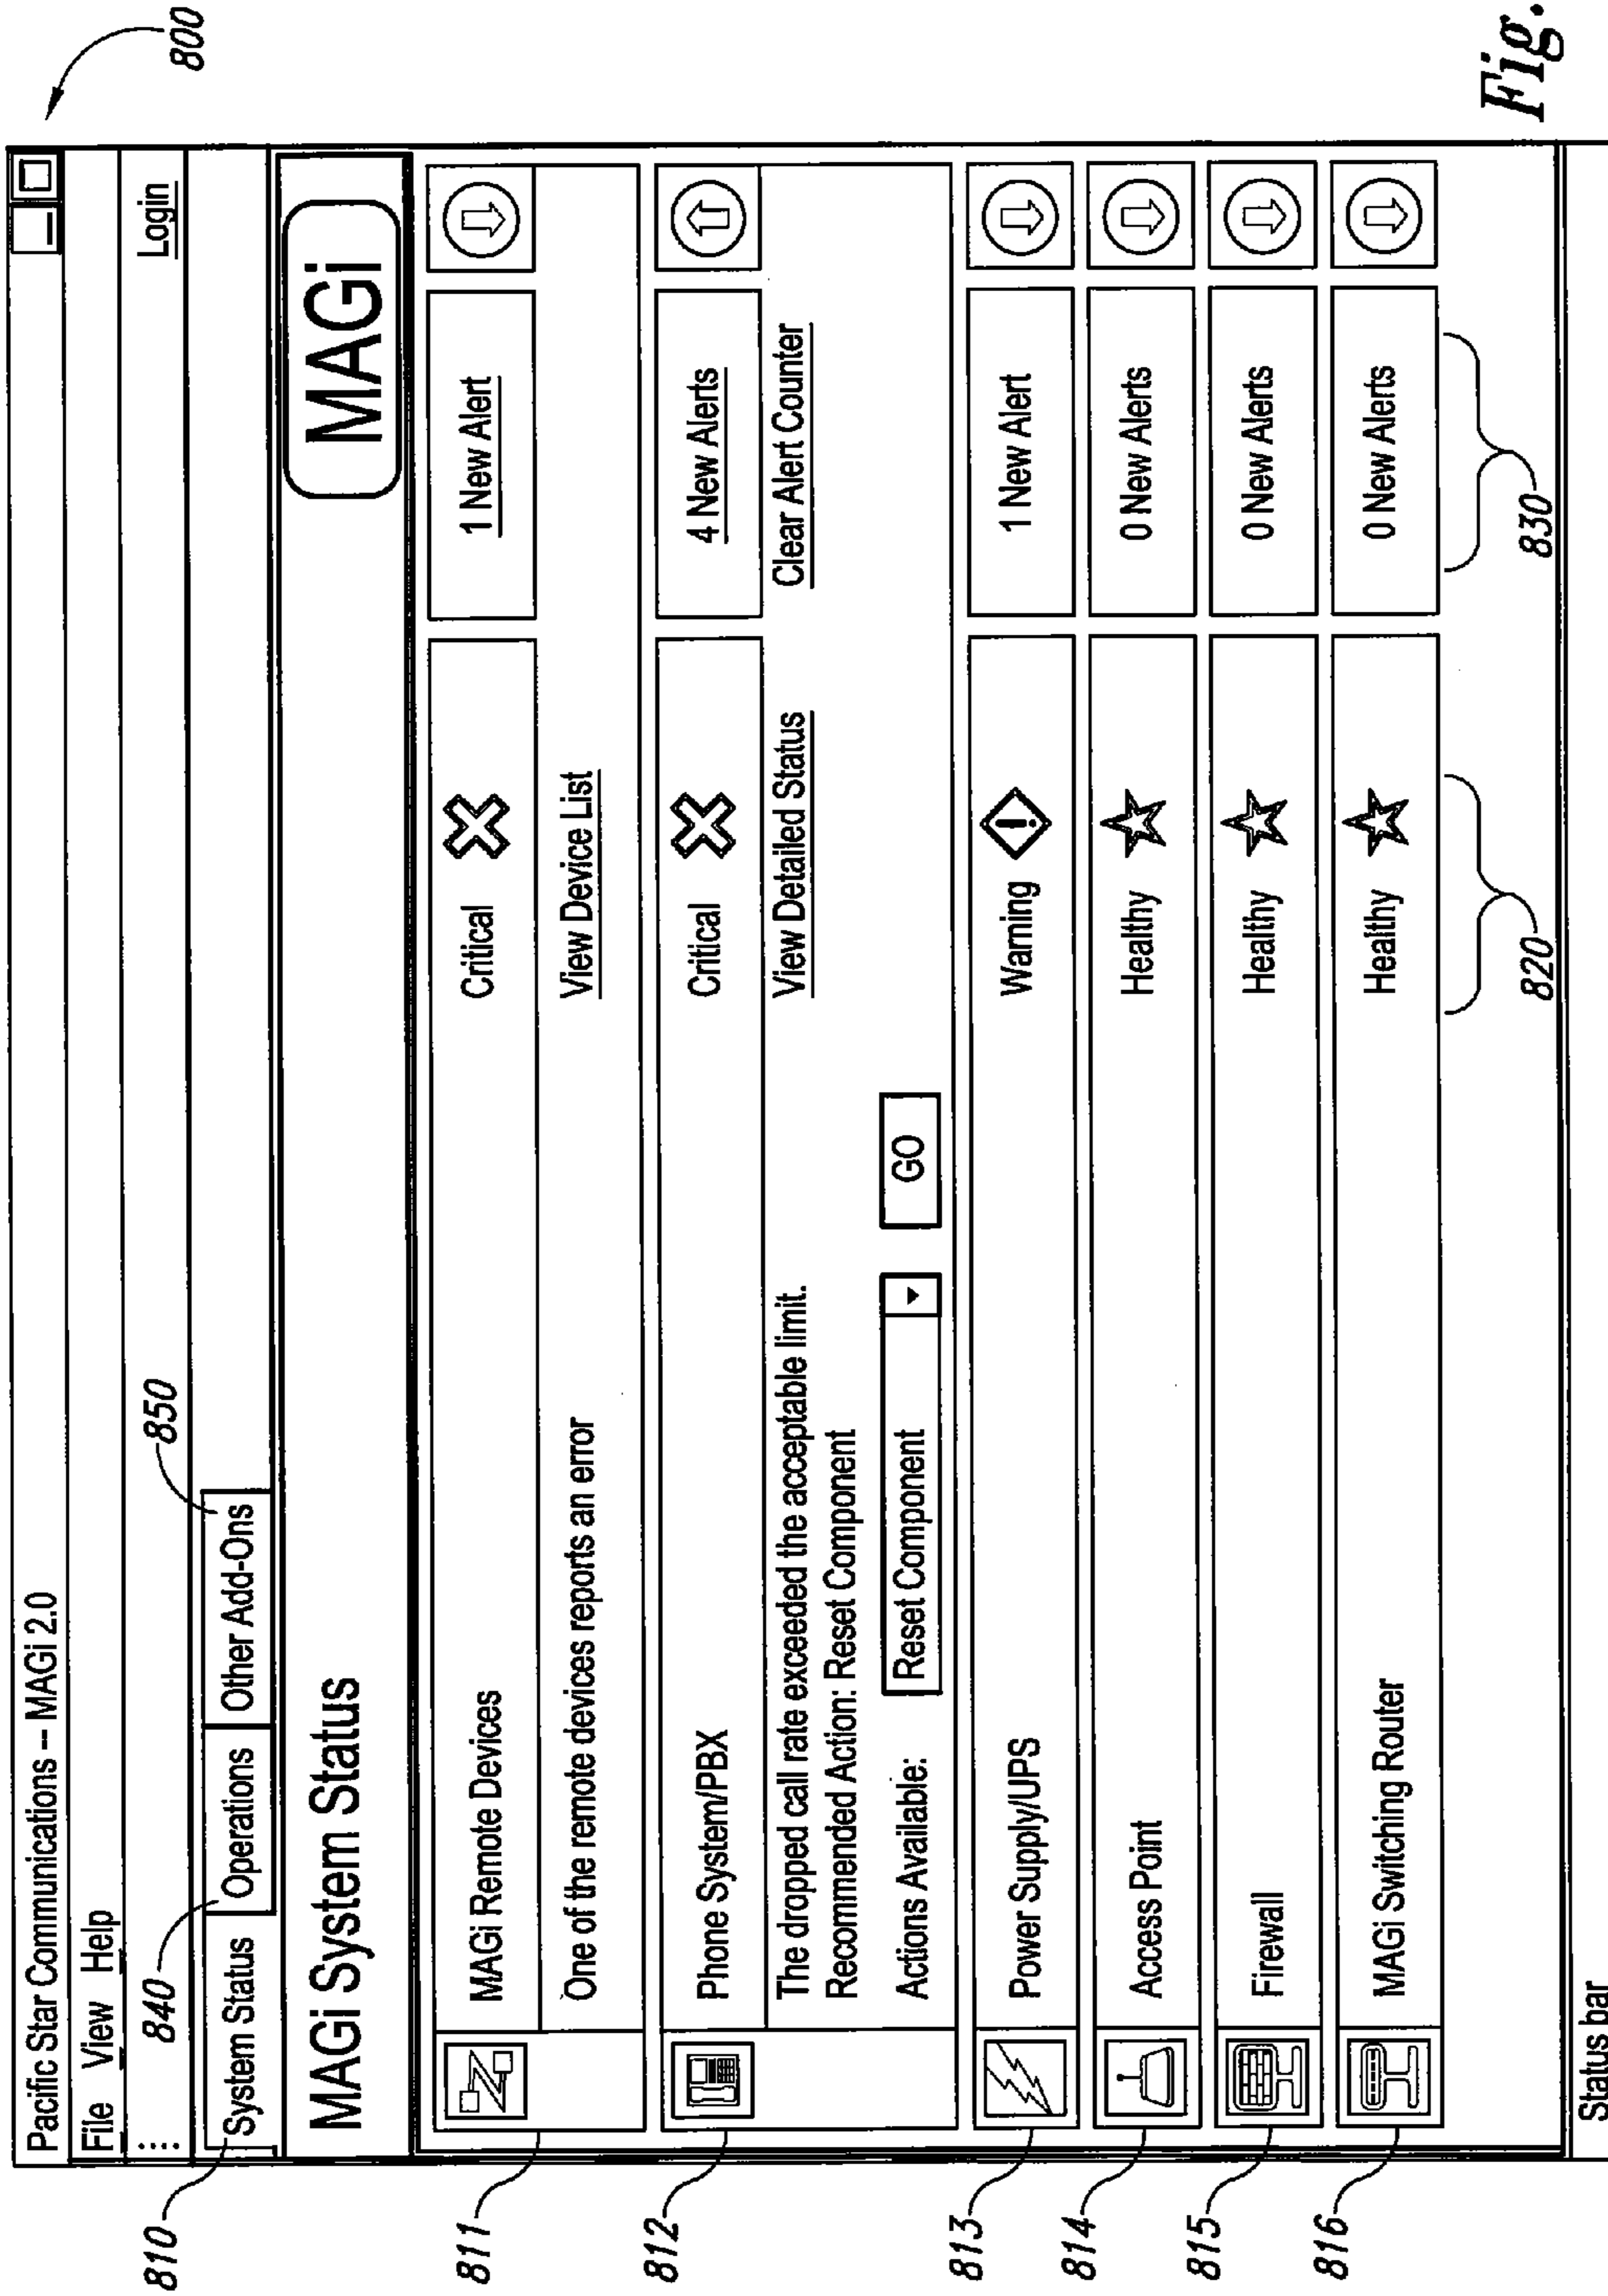 800
Pacific Star Communications -- MAGi 2.0
File View Help
Login
840
850
810
System Status Operations Other Add-Ons
MAGi System Status
MAGi
811
MAGi Remote Devices Critical 1 New Alert
One of the remote devices reports an error View Device List
812
Phone System/PBX Critical 4 New Alerts
The dropped call rate exceeded the acceptable limit. View Detailed Status Clear Alert Counter
Recommended Action: Reset Component
Actions Available: Reset Component GO
813
Power Supply/UPS Warning 1 New Alert
814
Access Point Healthy 0 New Alerts
815
Firewall Healthy 0 New Alerts
816
MAGi Switching Router Healthy 0 New Alerts
820
830
Status bar
Fig.